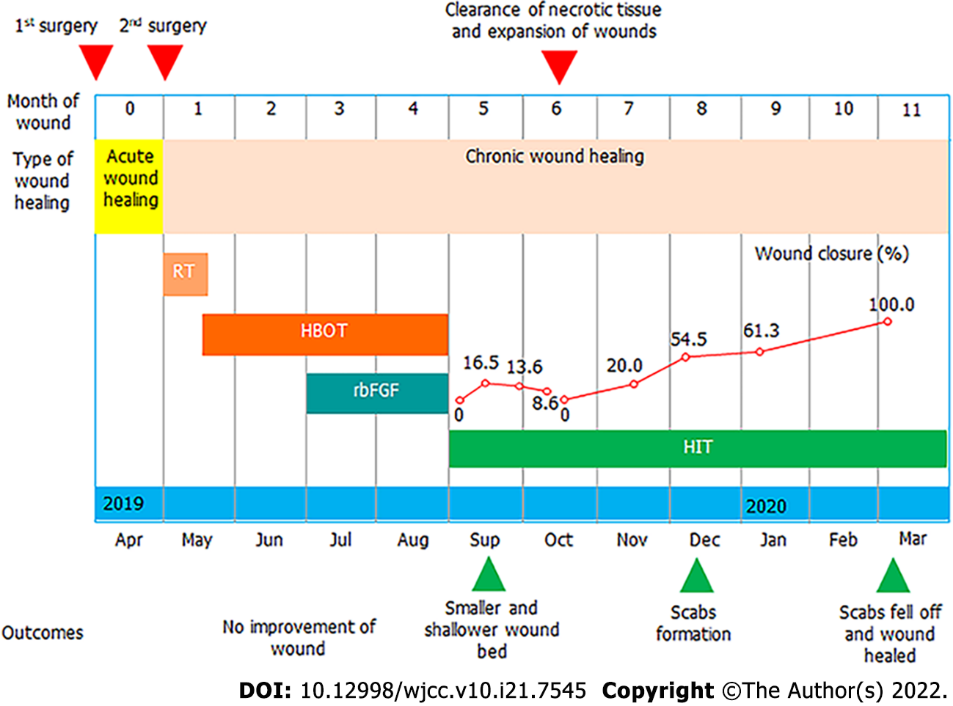 1st surgery 2nd surgery
Clearance of necrotic tissue
and expansion of wounds
Month of
wound
0 1 2 3 4 5 6 7 8 9 10 11
Type of
wound
healing
Acute
wound
healing
Chronic wound healing
Wound closure (%)
RT
HBOT
rbFGF
0 16.5 13.6 8.6 0 20.0 54.5 61.3 100.0
HIT
2019 2020
Apr May Jun Jul Aug Sup Oct Nov Dec Jan Feb Mar
Outcomes
No improvement of
wound
Smaller and
shallower wound
bed
Scabs
formation
Scabs fell off
and wound
healed
DOI: 10.12998/wjcc.v10.i21.7545 Copyright ©The Author(s) 2022.